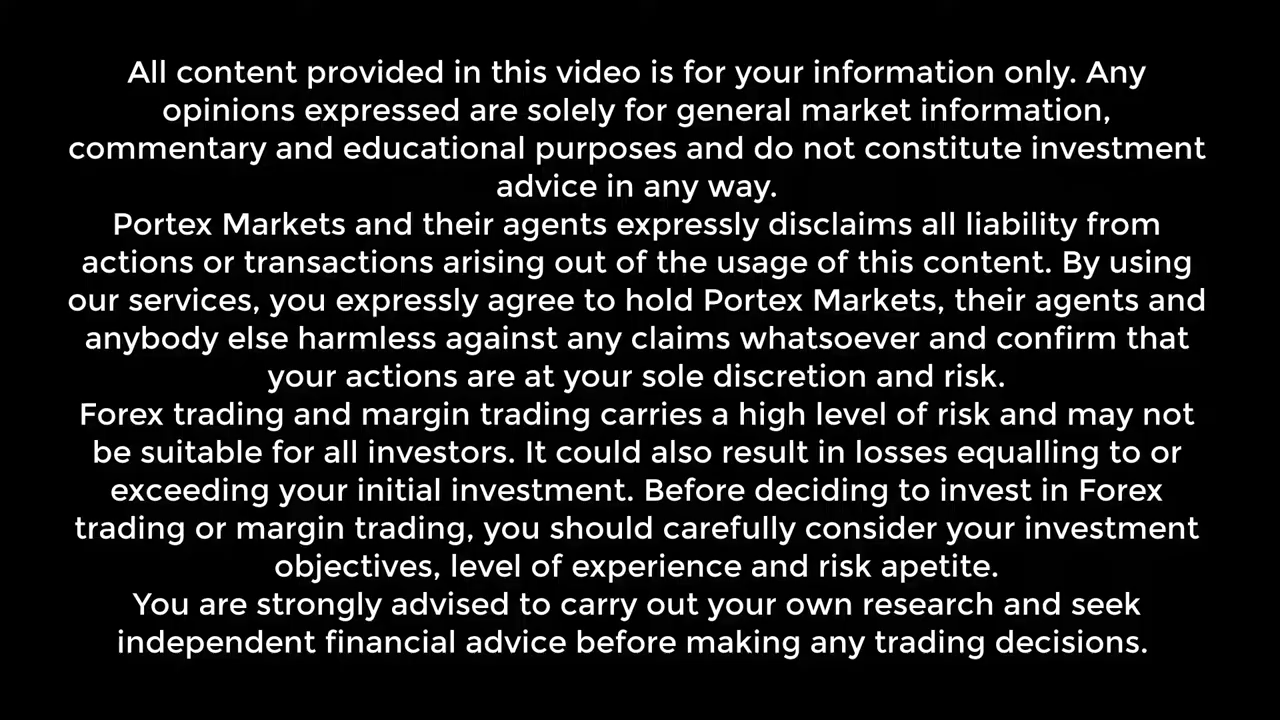 All content provided in this video is for your information only. Any
opinions expressed are solely for general market information,
commentary and educational purposes and do not constitute investment
advice in any way.
Portex Markets and their agents expressly disclaims all liability from
actions or transactions arising out of the usage of this content. By using
our services, you expressly agree to hold Portex Markets, their agents and
anybody else harmless against any claims whatsoever and confirm that
your actions are at your sole discretion and risk.
Forex trading and margin trading carries a high level of risk and may not
be suitable for all investors. It could also result in losses equalling to or
exceeding your initial investment. Before deciding to invest in Forex
trading or margin trading, you should carefully consider your investment
objectives, level of experience and risk apetite.
You are strongly advised to carry out your own research and seek
independent financial advice before making any trading decisions.